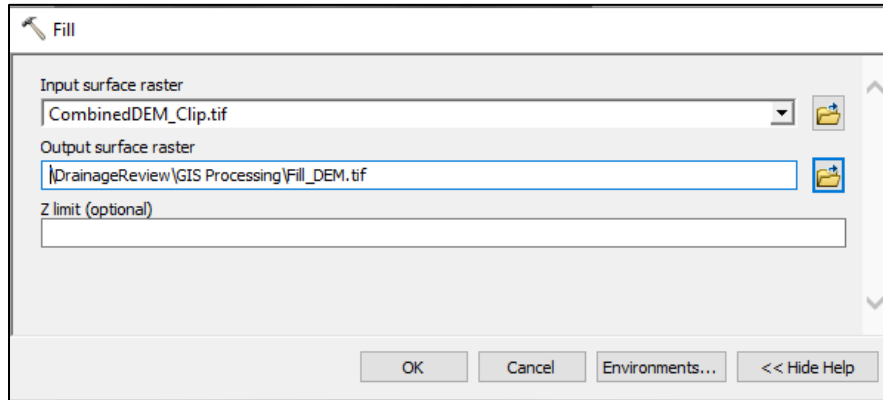 Fill
Input surface raster
CombinedDEM_Clip.tif
Output surface raster
\DrainageReview\GIS Processing\Fill_DEM.tif
Z limit (optional)
OK Cancel Environments... << Hide Help